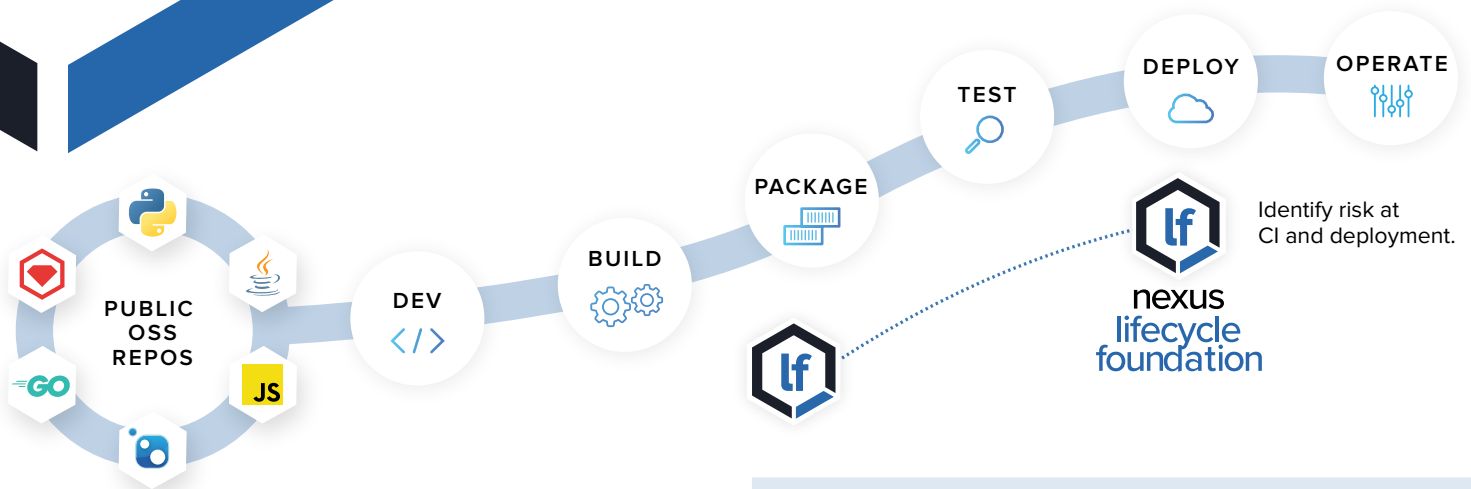 DEPLOY
OPERATE
TEST
PACKAGE
BUILD
DEV
</>
PUBLIC
OSS
REPOS
GO
JS
lf
lf
nexus
lifecycle
foundation
Identify risk at
CI and deployment.